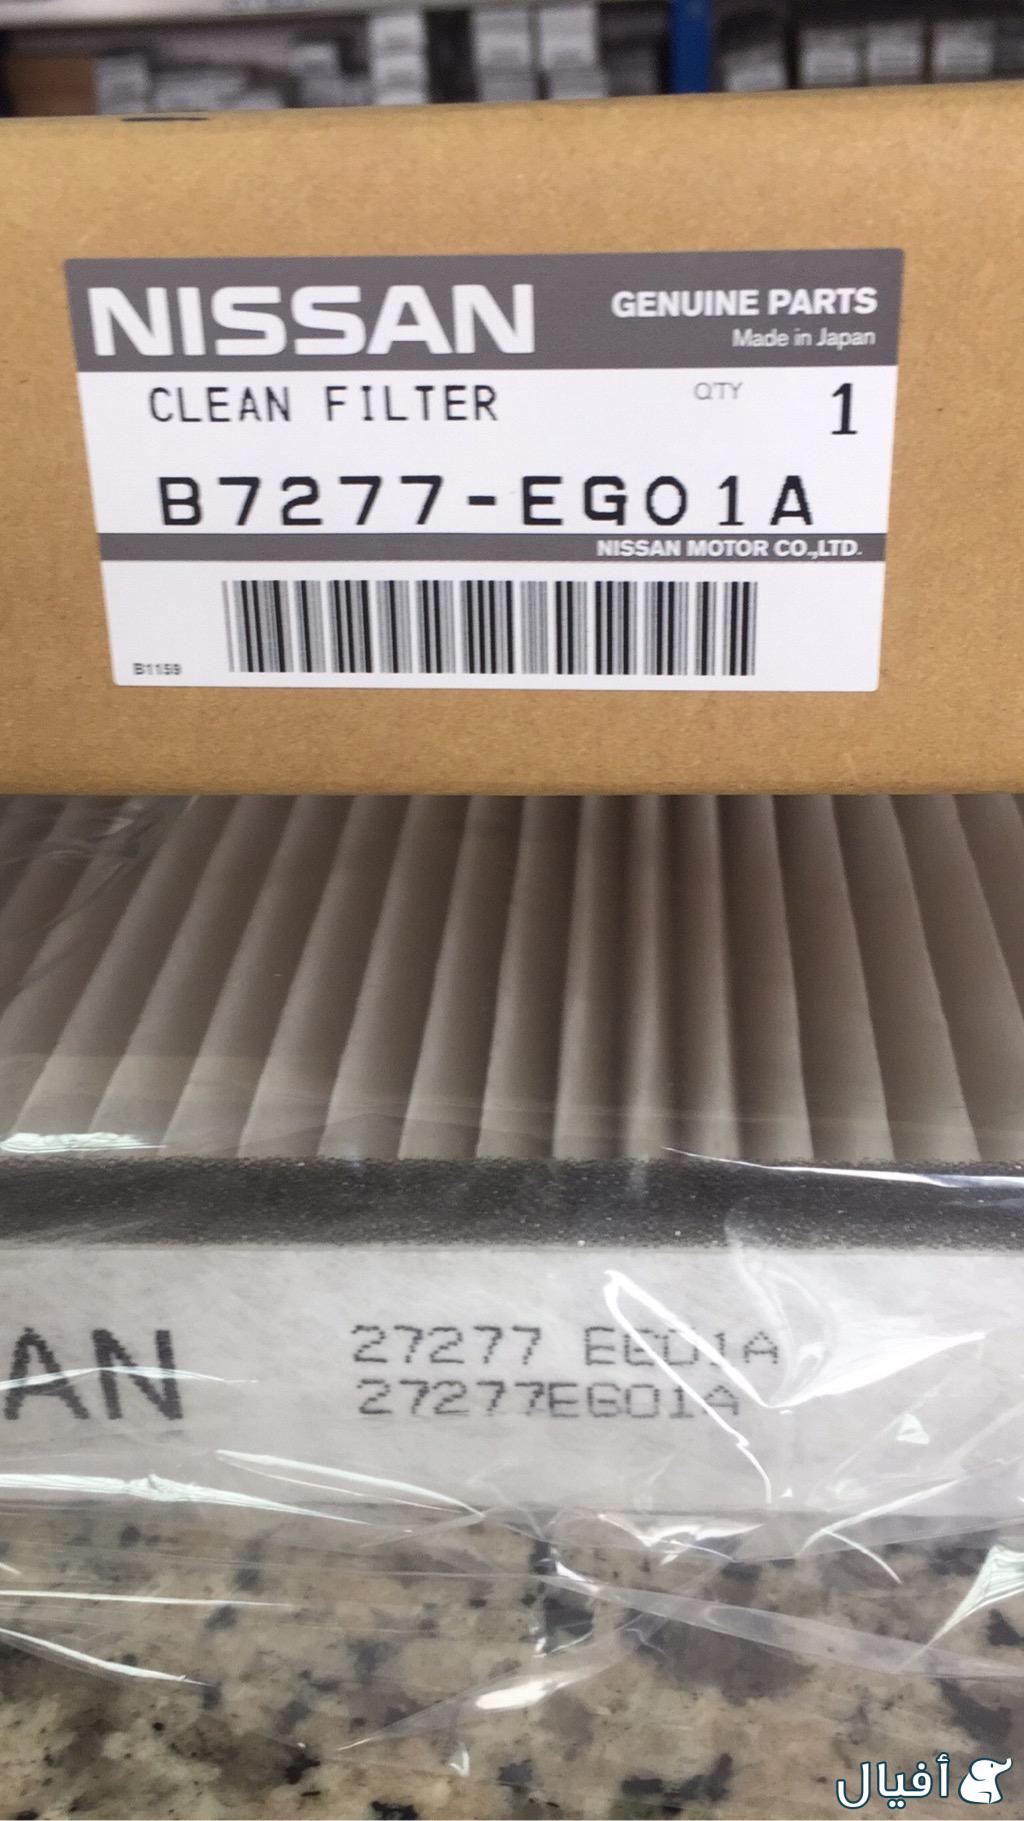 NISSAN
GENUINE PARTS
Made in Japan
CLEAN FILTER
Q'TY 1
B7277-EG01A
NISSAN MOTOR CO.,LTD.
B1159
AN
27277 EG01A
27277EG01A
أفيال